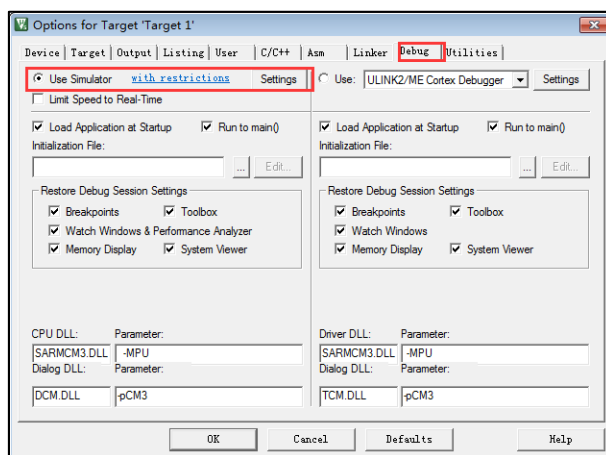 Options for Target 'Target 1'
Device Target Output Listing User C/C++ Asm Linker Debug Utilities
Use Simulator with restrictions Settings
Limit Speed to Real-Time
Load Application at Startup Run to main()
Initialization File:
... Edit...
Restore Debug Session Settings
Breakpoints Toolbox
Watch Windows & Performance Analyzer
Memory Display System Viewer
CPU DLL: Parameter:
SARMCM3.DLL -MPU
Dialog DLL: Parameter:
DCM.DLL -pCM3
Use: ULINK2/ME Cortex Debugger Settings
Load Application at Startup Run to main()
Initialization File:
... Edit...
Restore Debug Session Settings
Breakpoints Toolbox
Watch Windows
Memory Display System Viewer
Driver DLL: Parameter:
SARMCM3.DLL -MPU
Dialog DLL: Parameter:
TCM.DLL -pCM3
OK Cancel Defaults Help